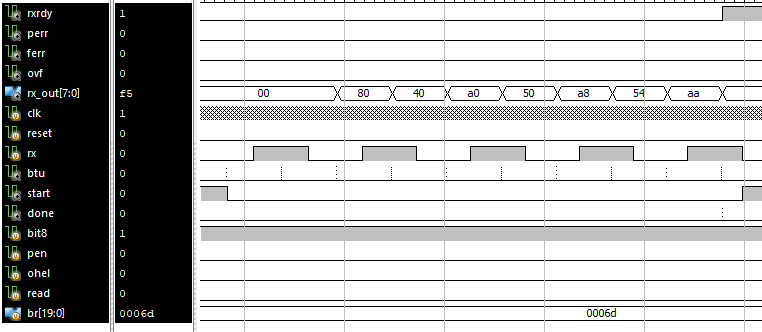 rxrdy 1
perr 0
ferr 0
ovf 0
rx_out[7:0] f5 00 80 40 a0 50 a8 54 aa
clk 1
reset 0
rx 0
btu 0
start 0
done 0
bit8 1
pen 0
ohel 0
read 0
br[19:0] 0006d 0006d